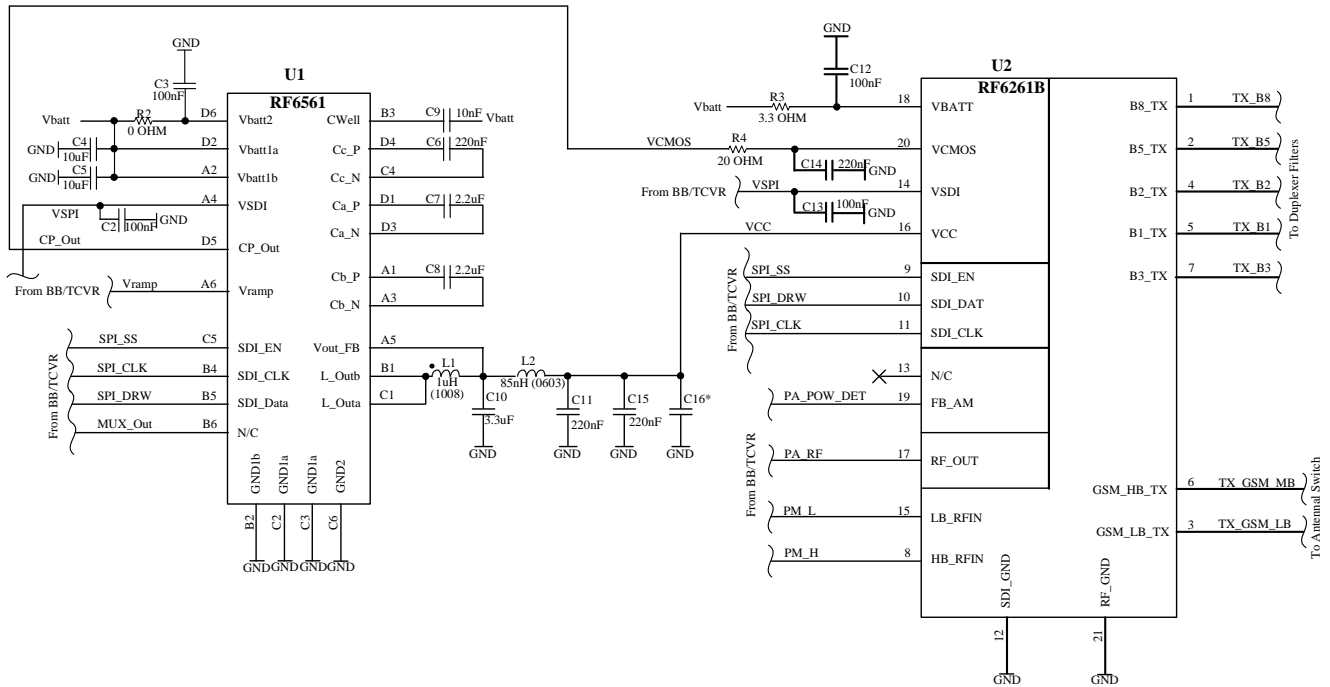 U1
RF6561
GND
C3
100nF
Vbatt
R2
0 OHM
D6
Vbatt2
GND
C4
10uF
D2
Vbatt1a
GND
C5
10uF
A2
Vbatt1b
A4
VSDI
VSPI
C2
100nF
GND
CP_Out
D5
CP_Out
From BB/TCVR
Vramp
A6
Vramp
From BB/TCVR
SPI_SS
C5
SDI_EN
SPI_CLK
B4
SDI_CLK
SPI_DRW
B5
SDI_Data
MUX_Out
B6
N/C
GND1b
GND1a
GND1a
GND2
B2
C2
C3
C6
GND
GND
GND
GND
CWell
B3
C9
10nF
Vbatt
Cc_P
D4
C6
220nF
Cc_N
C4
Ca_P
D1
C7
2.2uF
Ca_N
D3
Cb_P
A1
C8
2.2uF
Cb_N
A3
Vout_FB
A5
L_Outb
B1
L_Outa
C1
L1
1uH
(1008)
L2
85nH (0603)
C10
3.3uF
GND
C11
220nF
GND
C15
220nF
GND
C16*
GND
U2
RF6261B
GND
C12
100nF
Vbatt
R3
3.3 OHM
18
VBATT
VCMOS
R4
20 OHM
20
VCMOS
C14
220nF
GND
From BB/TCVR
VSPI
14
VSDI
C13
100nF
GND
VCC
16
VCC
From BB/TCVR
SPI_SS
9
SDI_EN
SPI_DRW
10
SDI_DAT
SPI_CLK
11
SDI_CLK
13
N/C
PA_POW_DET
19
FB_AM
From BB/TCVR
PA_RF
17
RF_OUT
PM_L
15
LB_RFIN
PM_H
8
HB_RFIN
SDI_GND
12
GND
RF_GND
21
GND
B8_TX
1
TX_B8
B5_TX
2
TX_B5
B2_TX
4
TX_B2
B1_TX
5
TX_B1
B3_TX
7
TX_B3
To Duplexer Filters
GSM_HB_TX
6
TX_GSM_MB
GSM_LB_TX
3
TX_GSM_LB
To Antennal Switch